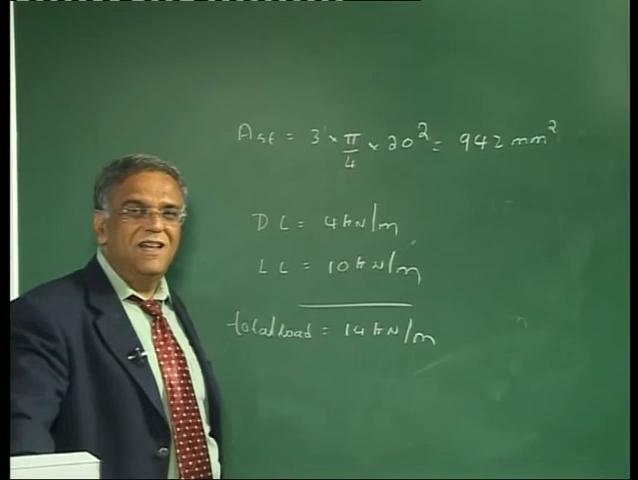 Ast = 3 × π/4 × 20² = 942 mm²
DL = 4 kN/m
LL = 10 kN/m
total load = 14 kN/m